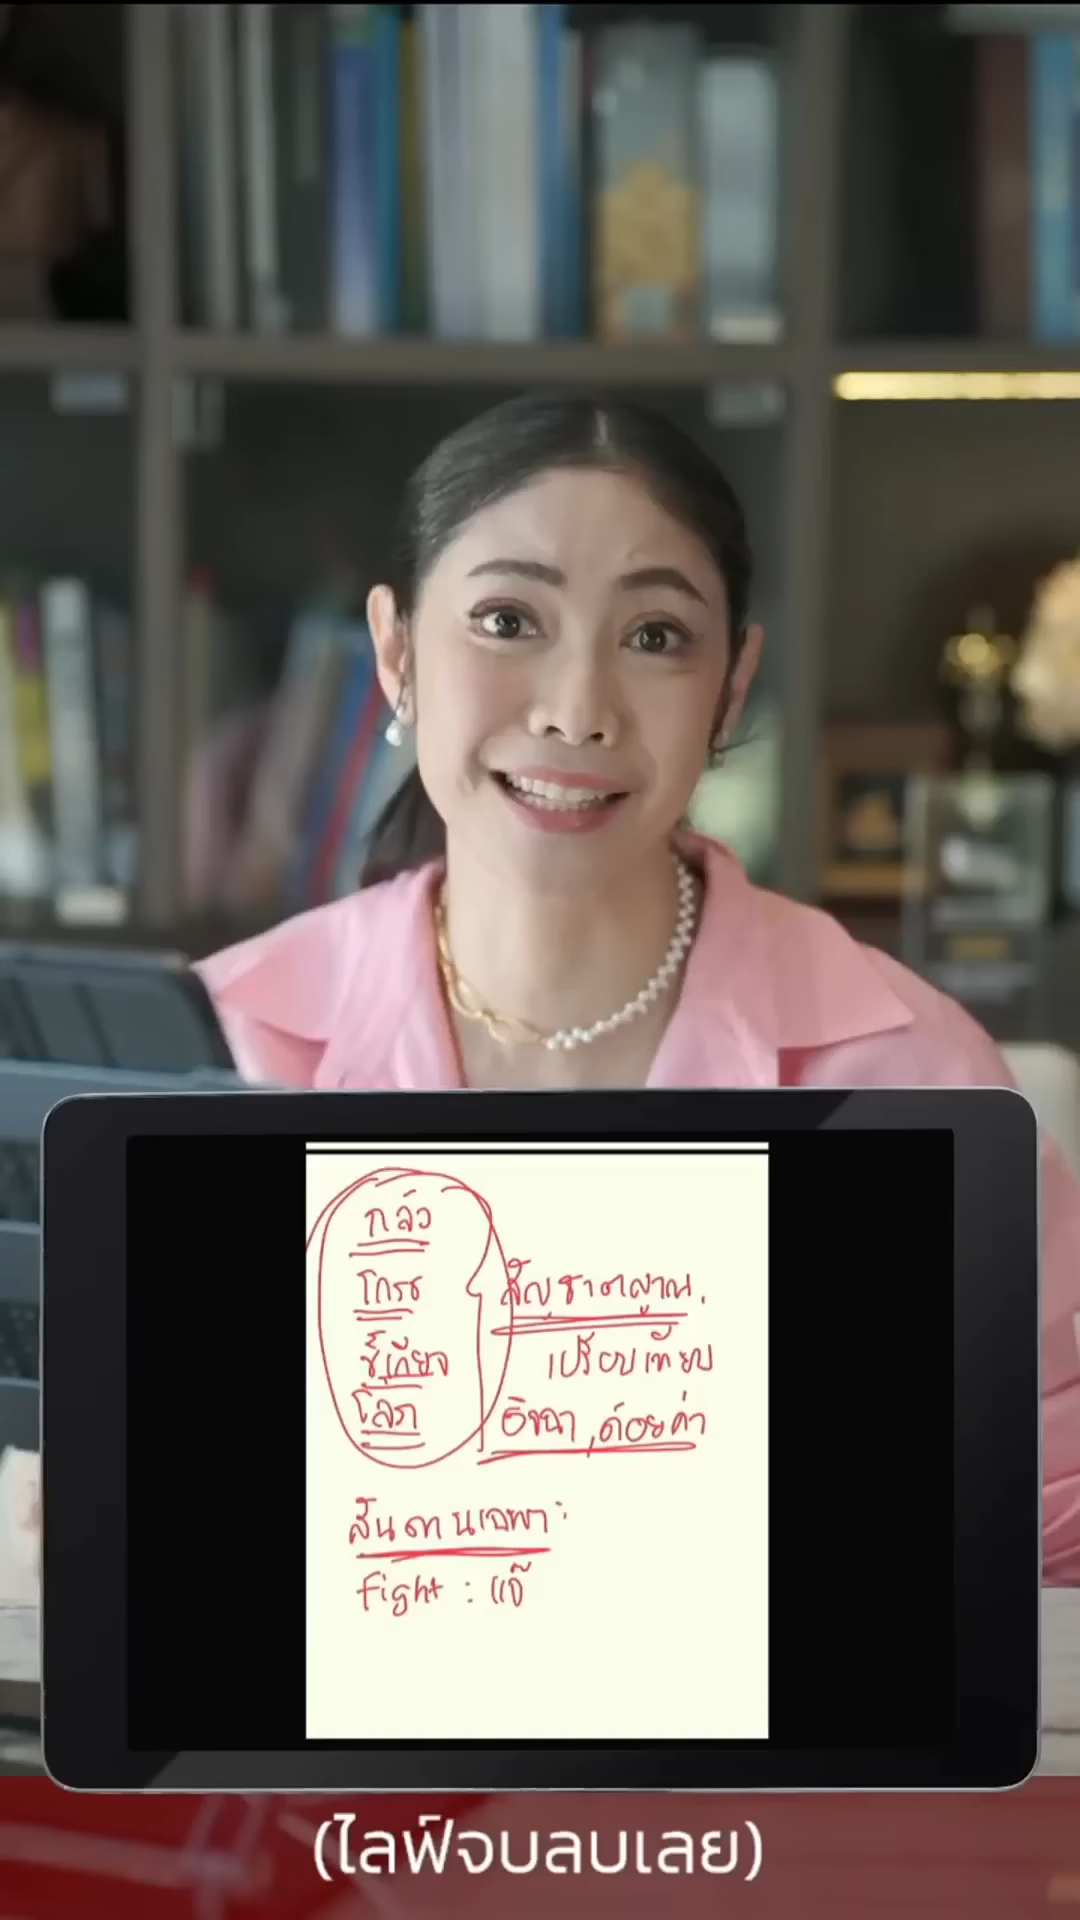 กลัว
โกรธ
ขี้เกียจ
โลภ
สัญชาตญาณ.
เปรียบเทียบ
อิจฉา, ด้อยค่า
สันดานเฉพาะ:
fight : แจ้
(ไลฟ์จบลบเลย)